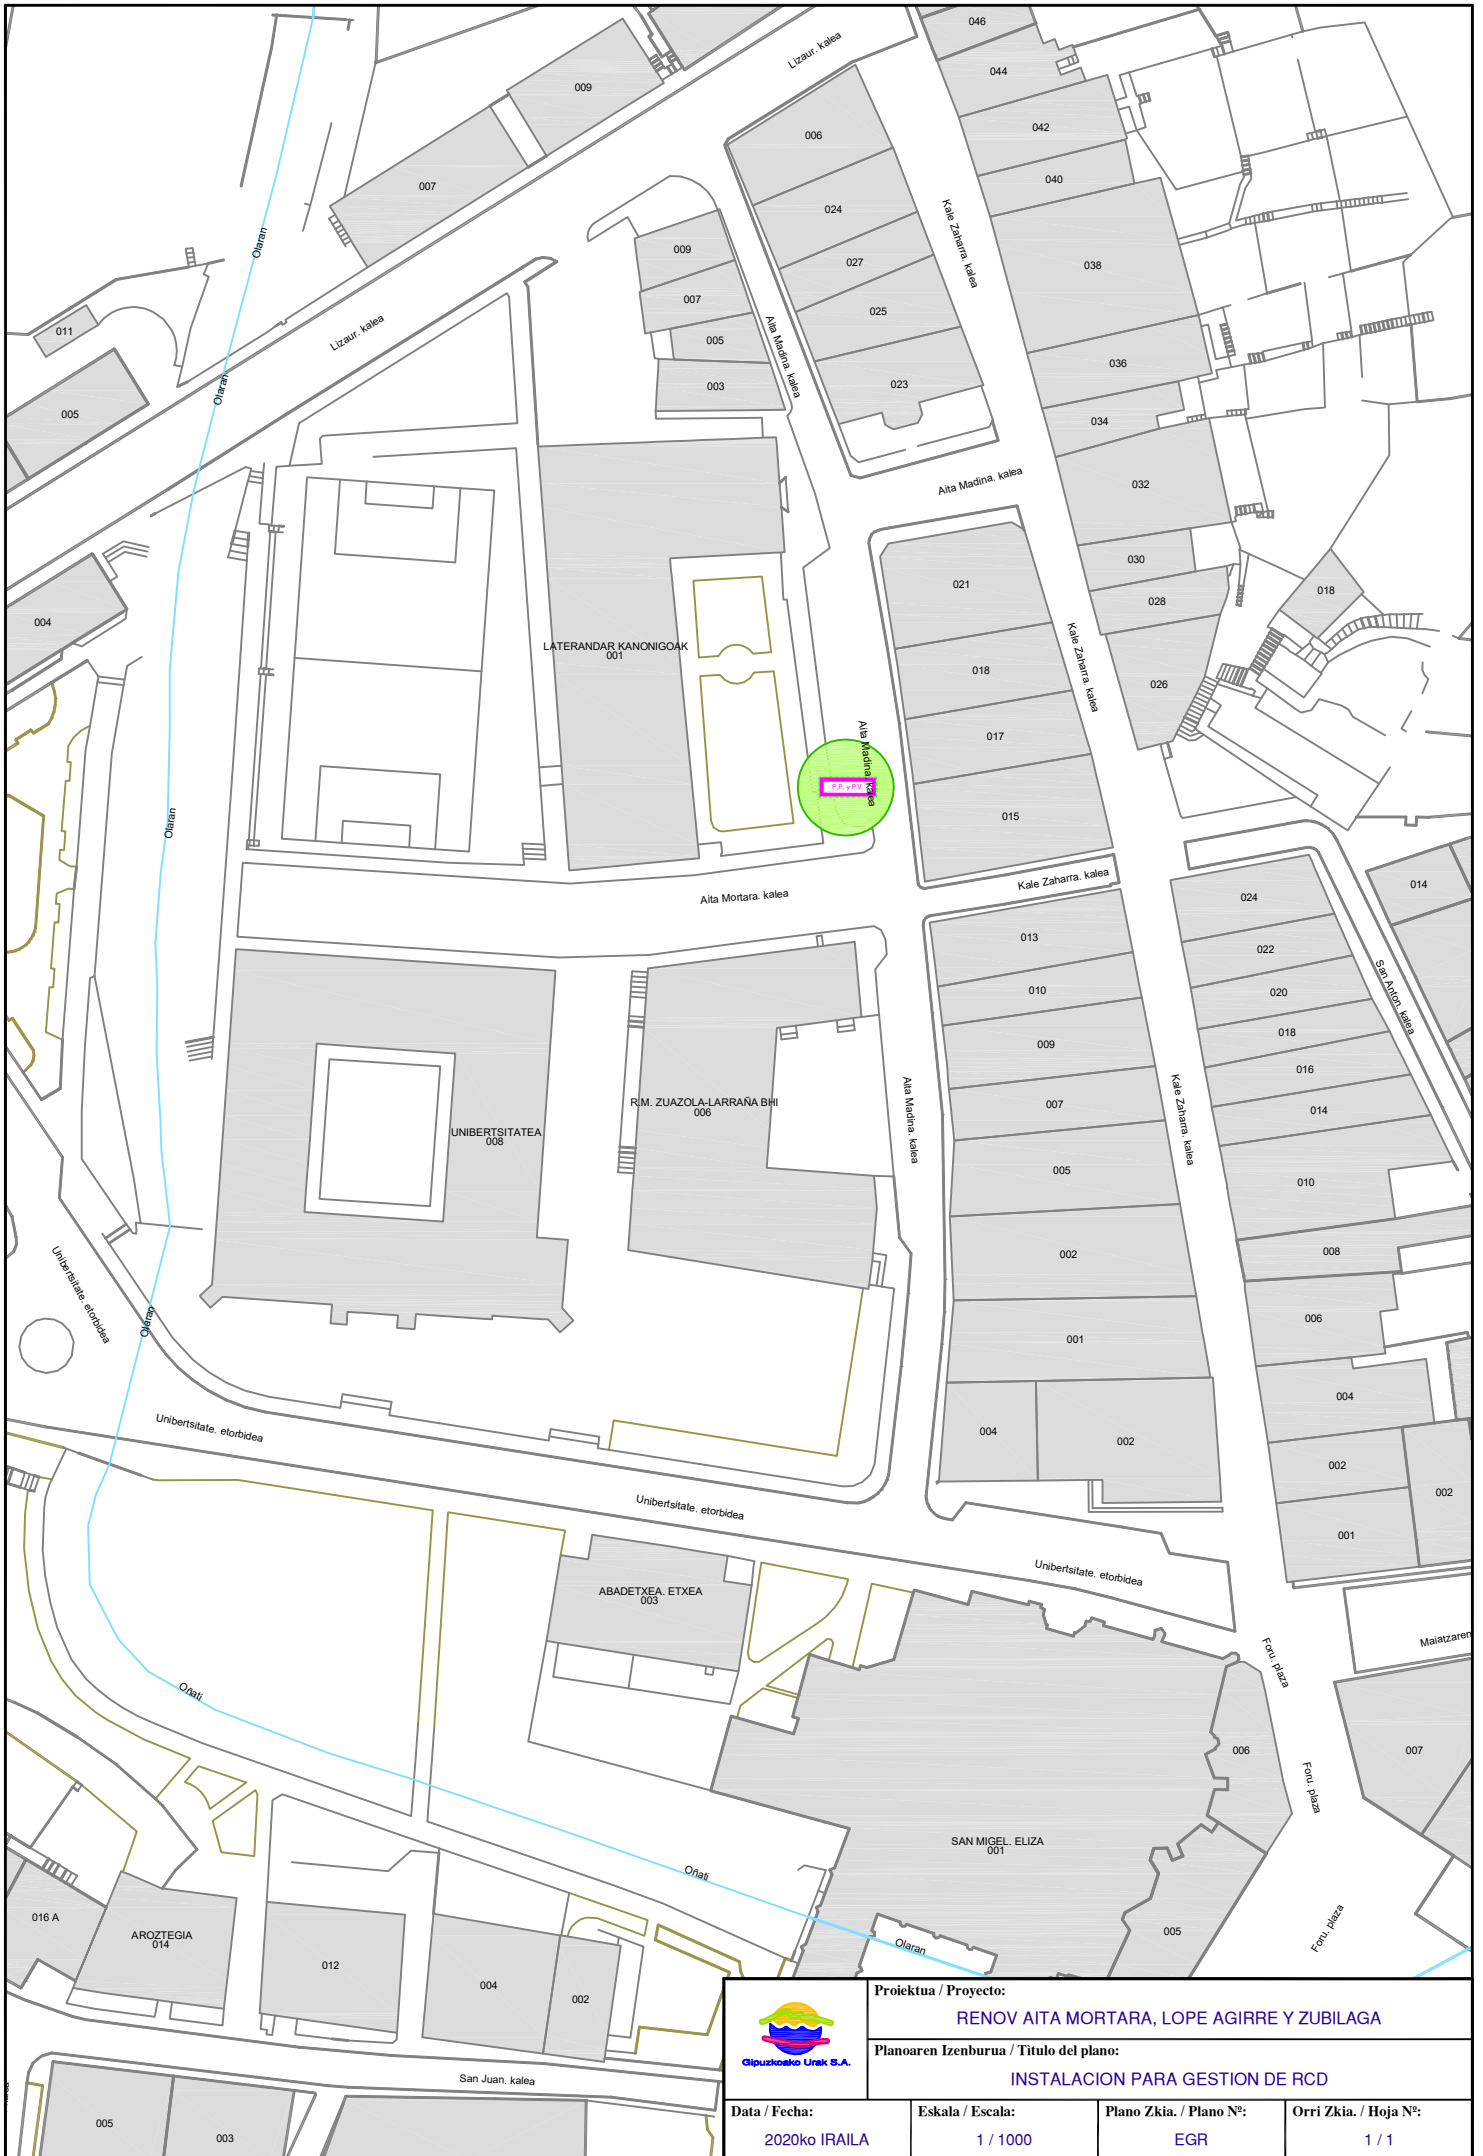 046
Lizaur. kalea
044
009
042
006
040
007
024
Kale Zaharra. kalea
Olaran
009
027
038
007
025
011
Lizaur. kalea
Aita Madina. kalea
005
036
003
023
Olaran
005
034
Aita Madina. kalea
032
030
021
018
028
004
LATERANDAR KANONIGOAK
001
Kale Zaharra. kalea
018
026
017
Aita Madina. kalea
P.P. y P.V.
Olaran
015
Kale Zaharra. kalea
014
024
Aita Mortara. kalea
013
022
010
020
San Anton. kalea
018
009
016
R.M. ZUAZOLA-LARRAÑA BHI
006
007
014
Aita Madina. kalea
Kale Zaharra. kalea
UNIBERTSITATEA
008
005
010
002
008
Unibertsitate. etorbidea
Olaran
006
001
004
Unibertsitate. etorbidea
004
002
002
002
Unibertsitate. etorbidea
001
Unibertsitate. etorbidea
ABADETXEA. ETXEA
003
Maiatzaren
Foru. plaza
Oñati
006
007
Foru. plaza
SAN MIGEL. ELIZA
001
Oñati
016 A
AROZTEGIA
014
005
Foru. plaza
Olaran
012
004
002
San Juan. kalea
005
003
Gipuzkoako Urak S.A.
Proiektua / Proyecto:
RENOV AITA MORTARA, LOPE AGIRRE Y ZUBILAGA
Planoaren Izenburua / Titulo del plano:
INSTALACION PARA GESTION DE RCD
Data / Fecha:
2020ko IRAILA
Eskala / Escala:
1 / 1000
Plano Zkia. / Plano Nº:
EGR
Orri Zkia. / Hoja Nº:
1 / 1